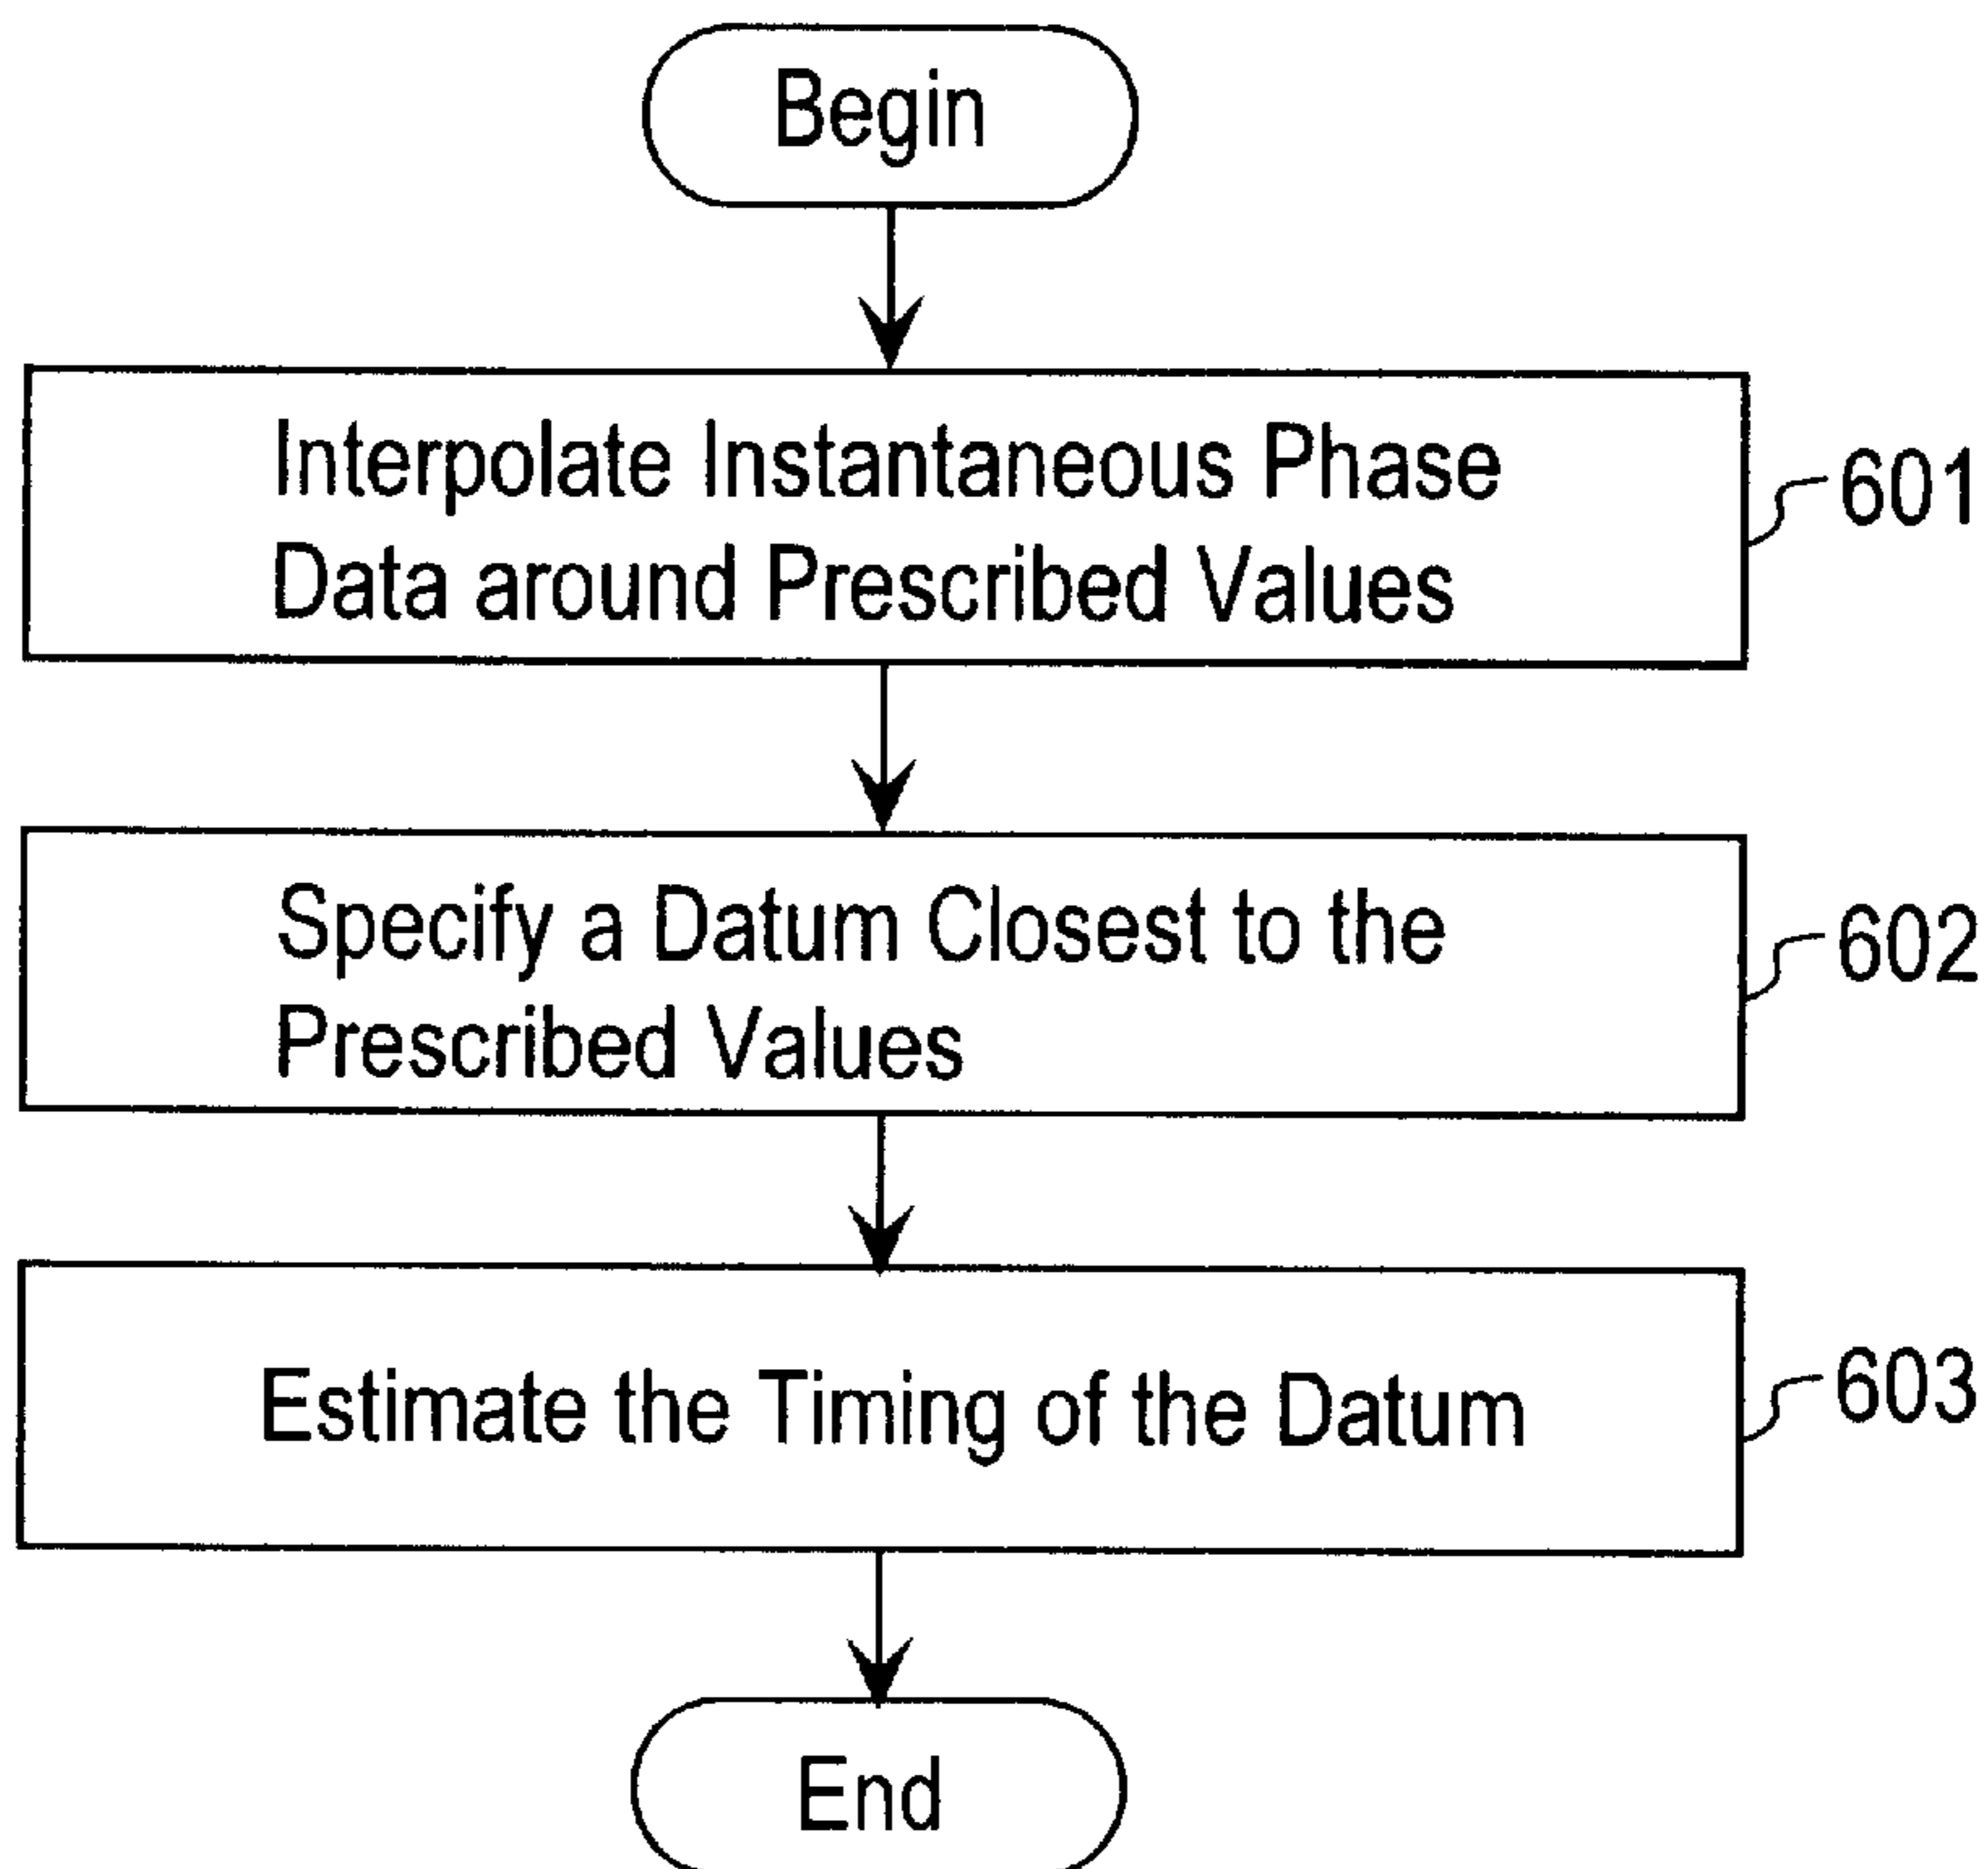 Begin
Interpolate Instantaneous Phase
Data around Prescribed Values
601
Specify a Datum Closest to the
Prescribed Values
602
Estimate the Timing of the Datum
603
End